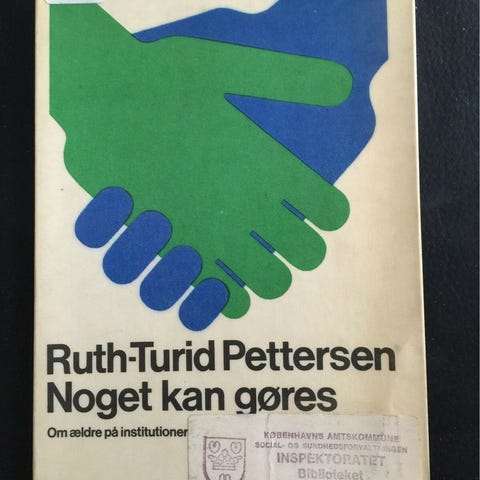 Ruth-Turid Pettersen
Noget kan gøres
Om ældre på institutioner
KØBENHAVNS AMTSKOMMUNE
SOCIAL- OG SUNDHEDSFORVALTNINGEN
INSPEKTORATET
Biblioteket